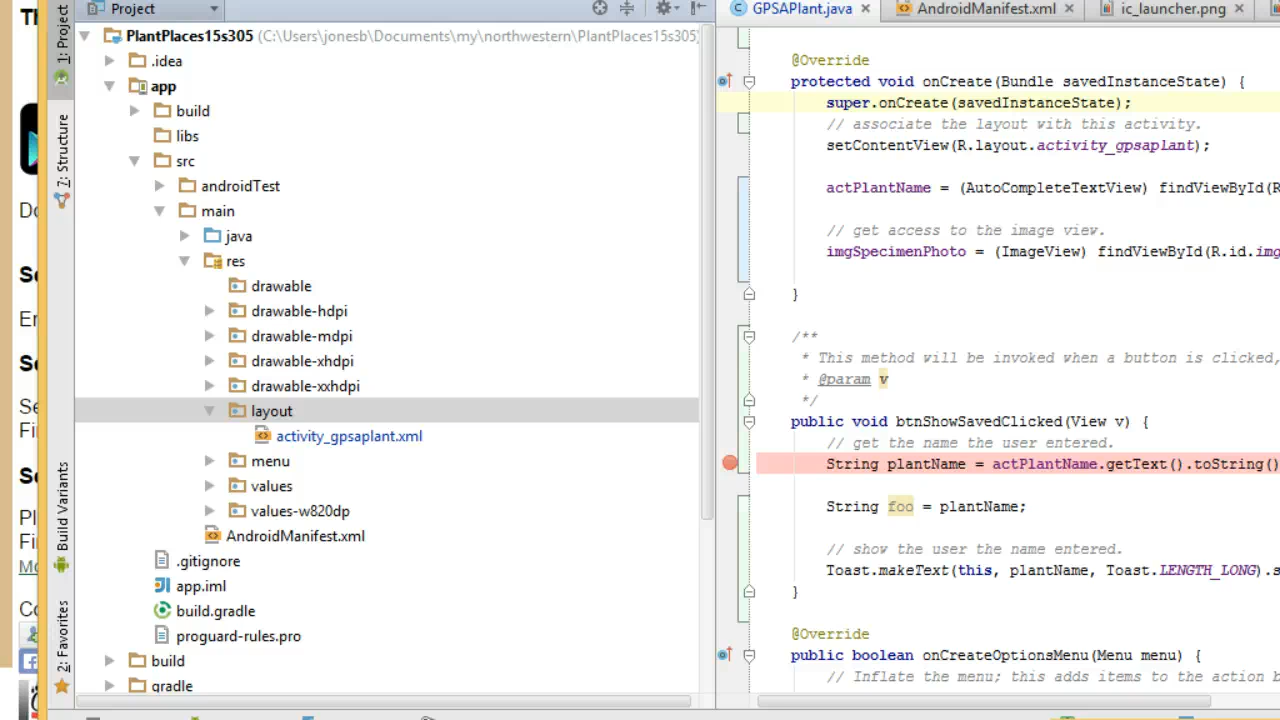 Project
GPSAPlant.java
AndroidManifest.xml
ic_launcher.png
1: Project
7: Structure
Build Variants
2: Favorites
PlantPlaces15s305 (C:\Users\jonesb\Documents\my\northwestern\PlantPlaces15s305)
.idea
app
build
libs
src
androidTest
main
java
res
drawable
drawable-hdpi
drawable-mdpi
drawable-xhdpi
drawable-xxhdpi
layout
activity_gpsaplant.xml
menu
values
values-w820dp
AndroidManifest.xml
.gitignore
app.iml
build.gradle
proguard-rules.pro
build
gradle
@Override
protected void onCreate(Bundle savedInstanceState) {
super.onCreate(savedInstanceState);
// associate the layout with this activity.
setContentView(R.layout.activity_gpsaplant);
actPlantName = (AutoCompleteTextView) findViewById(R
// get access to the image view.
imgSpecimenPhoto = (ImageView) findViewById(R.id.img
}
/**
* This method will be invoked when a button is clicked,
* @param v
*/
public void btnShowSavedClicked(View v) {
// get the name the user entered.
String plantName = actPlantName.getText().toString()
String foo = plantName;
// show the user the name entered.
Toast.makeText(this, plantName, Toast.LENGTH_LONG).s
}
@Override
public boolean onCreateOptionsMenu(Menu menu) {
// Inflate the menu; this adds items to the action b